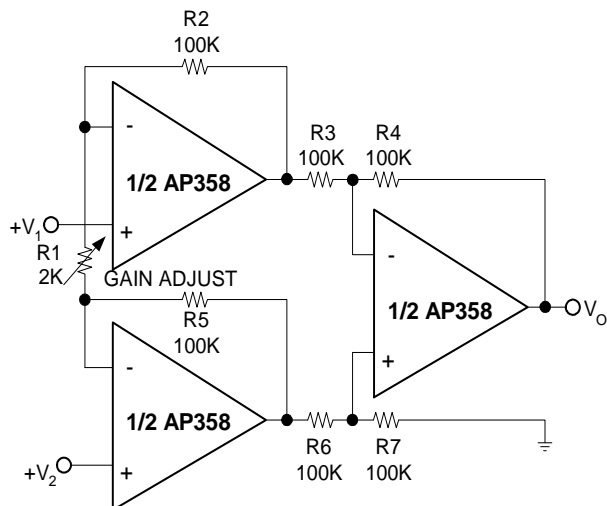 R2
100K
-
1/2 AP358
+
+V1
R1
2K
GAIN ADJUST
R3
100K
R4
100K
-
1/2 AP358
+
VO
R5
100K
-
1/2 AP358
+
+V2
R6
100K
R7
100K